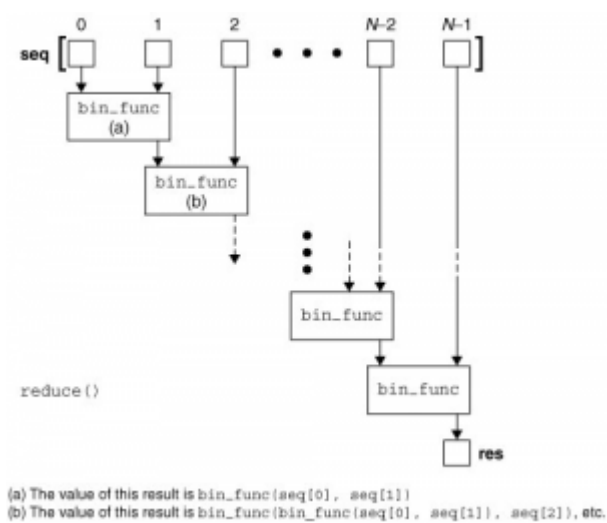 0 1 2 N–2 N–1
seq [ ]
bin_func
(a)
bin_func
(b)
bin_func
reduce() bin_func
res
(a) The value of this result is bin_func(seq[0], seq[1])
(b) The value of this result is bin_func(bin_func(seq[0], seq[1]), seq[2]), etc.